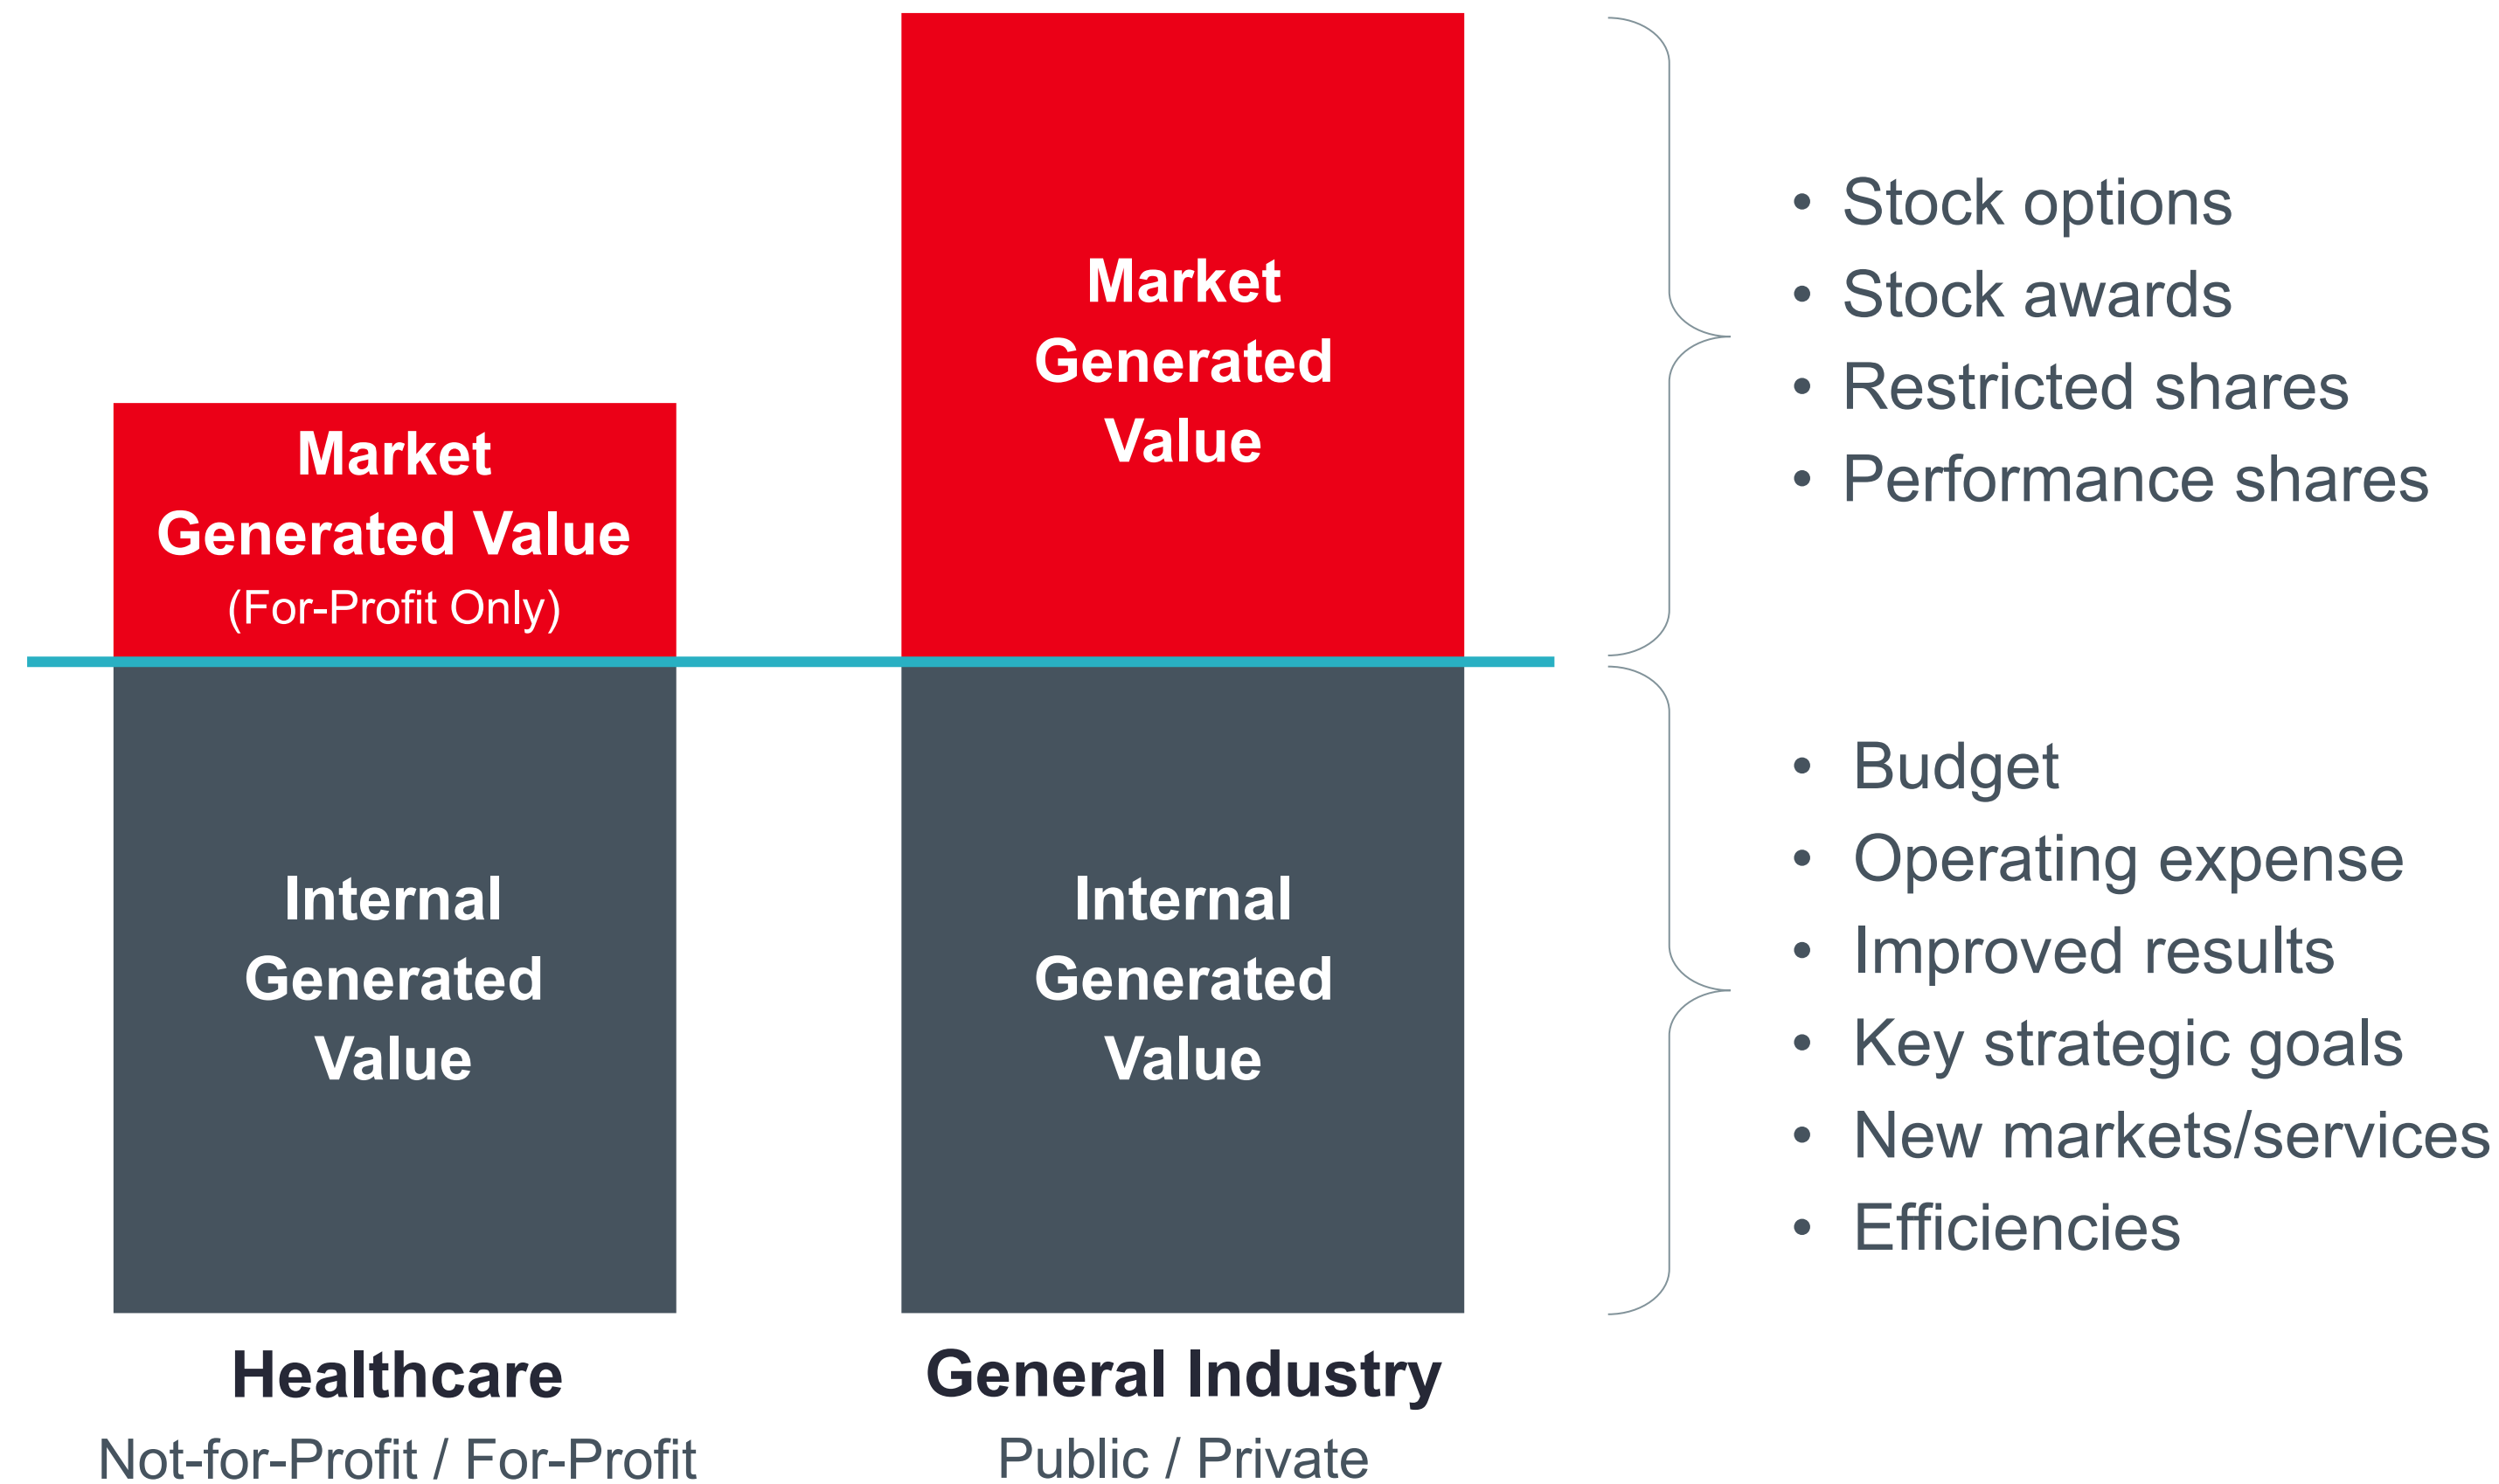 Market
Generated Value
(For-Profit Only)
Internal
Generated
Value
Healthcare
Not-for-Profit / For-Profit
Market
Generated
Value
Internal
Generated
Value
General Industry
Public / Private
• Stock options
• Stock awards
• Restricted shares
• Performance shares
• Budget
• Operating expense
• Improved results
• Key strategic goals
• New markets/services
• Efficiencies